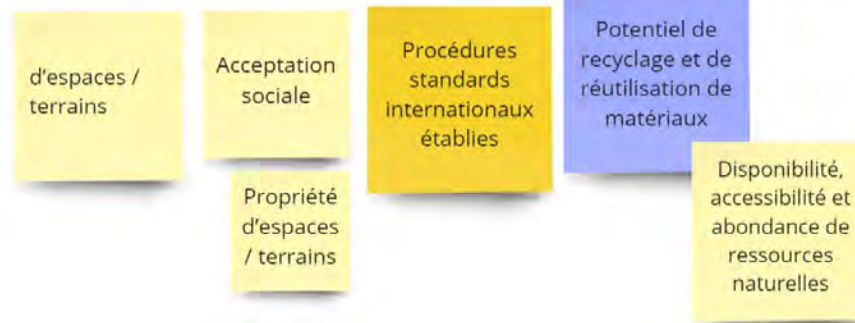 d'espaces /
terrains
Acceptation
sociale
Propriété
d'espaces
/ terrains
Procédures
standards
internationaux
établies
Potentiel de
recyclage et de
réutilisation de
matériaux
Disponibilité,
accessibilité et
abondance de
ressources
naturelles